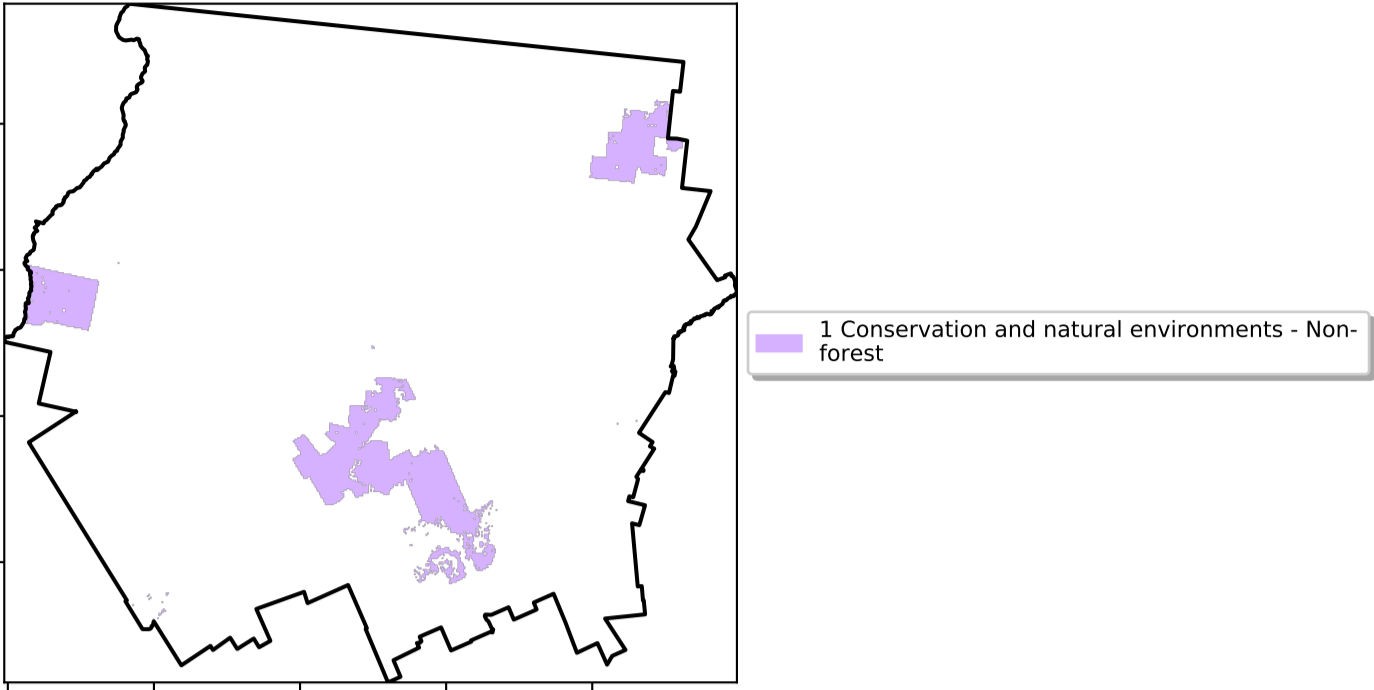 1 Conservation and natural environments - Non-
forest